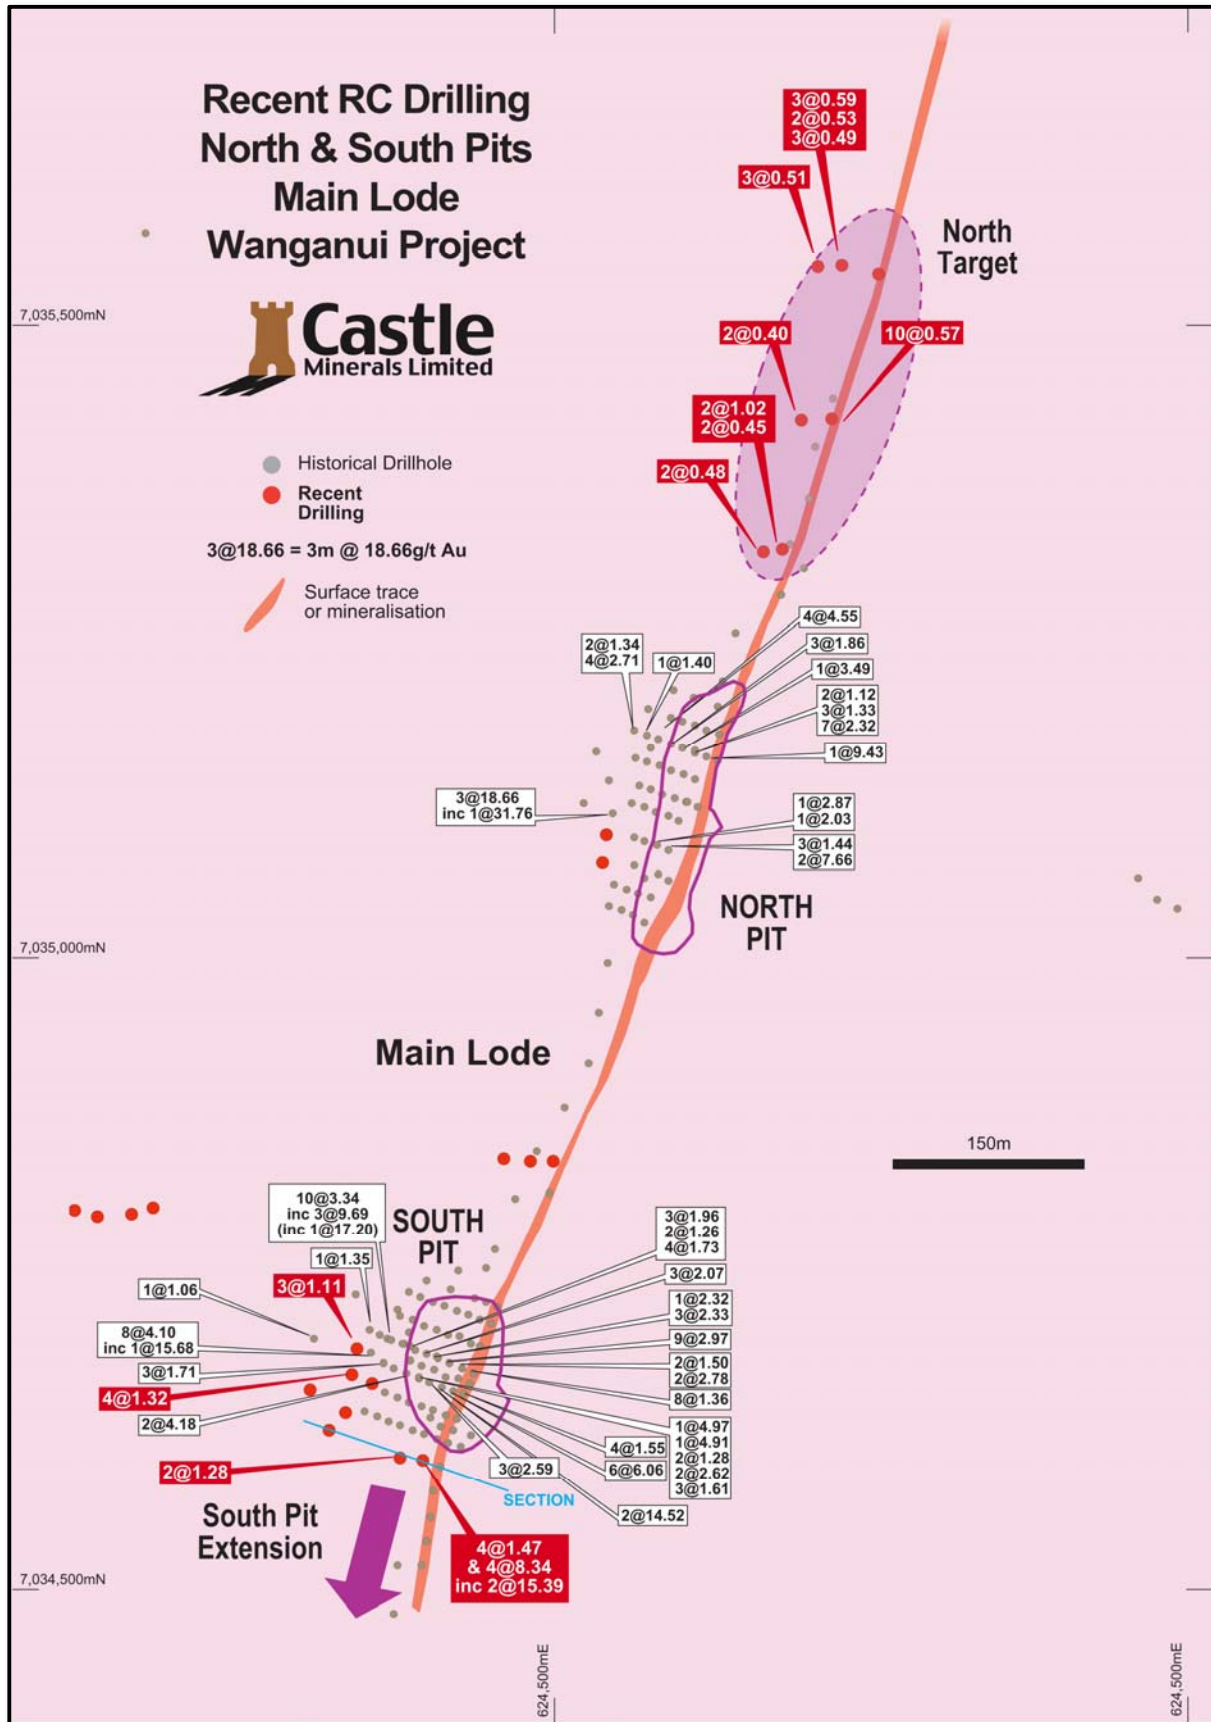 Recent RC Drilling
North & South Pits
Main Lode
Wanganui Project
Castle
Minerals Limited
Historical Drillhole
Recent
Drilling
3@18.66 = 3m @ 18.66g/t Au
Surface trace
or mineralisation
3@0.59
2@0.53
3@0.49
3@0.51
North
Target
7,035,500mN
2@0.40
10@0.57
2@1.02
2@0.45
2@0.48
4@4.55
2@1.34
4@2.71
1@1.40
3@1.86
1@3.49
2@1.12
3@1.33
7@2.32
1@9.43
3@18.66
inc 1@31.76
1@2.87
1@2.03
3@1.44
2@7.66
NORTH
PIT
7,035,000mN
Main Lode
150m
10@3.34
inc 3@9.69
(inc 1@17.20)
SOUTH
PIT
3@1.96
2@1.26
4@1.73
1@1.35
3@2.07
1@1.06
3@1.11
1@2.32
3@2.33
8@4.10
inc 1@15.68
9@2.97
3@1.71
2@1.50
2@2.78
4@1.32
8@1.36
2@4.18
1@4.97
1@4.91
2@1.28
2@2.62
3@1.61
4@1.55
6@6.06
3@2.59
2@1.28
SECTION
2@14.52
South Pit
Extension
4@1.47
& 4@8.34
inc 2@15.39
7,034,500mN
624,500mE
624,500mE